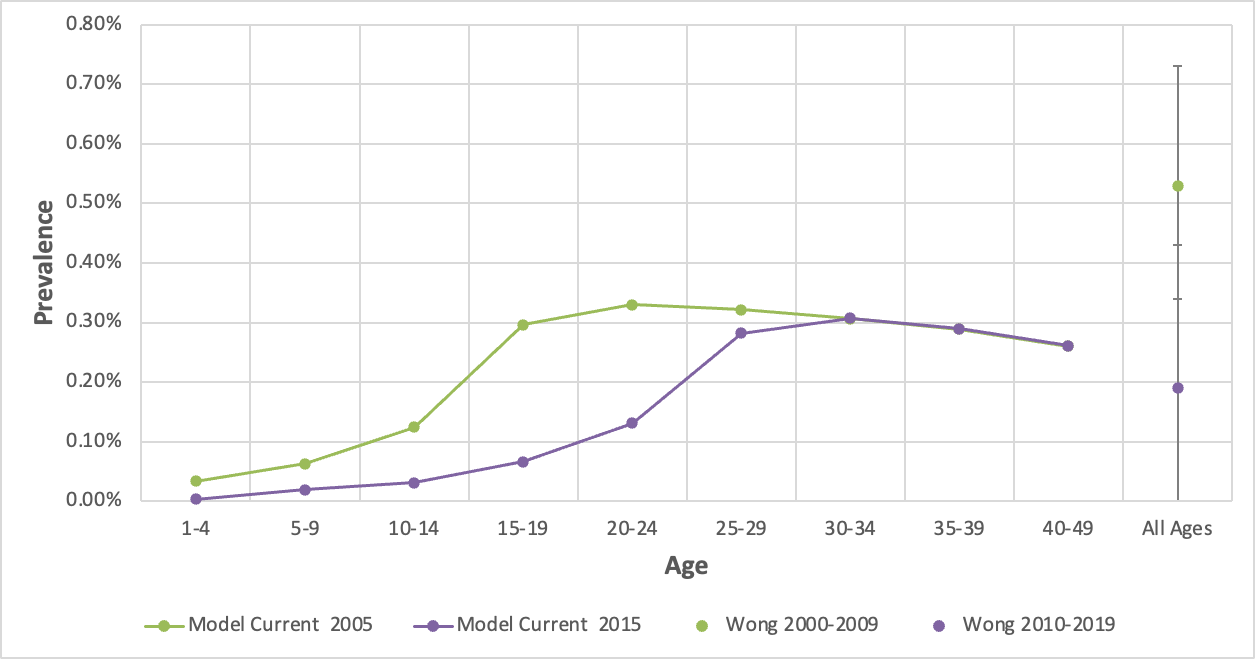 0.80%
0.70%
0.60%
0.50%
0.40%
0.30%
0.20%
0.10%
0.00%
Prevalence
1-4 5-9 10-14 15-19 20-24 25-29 30-34 35-39 40-49 All Ages
Age
Model Current 2005 Model Current 2015 Wong 2000-2009 Wong 2010-2019